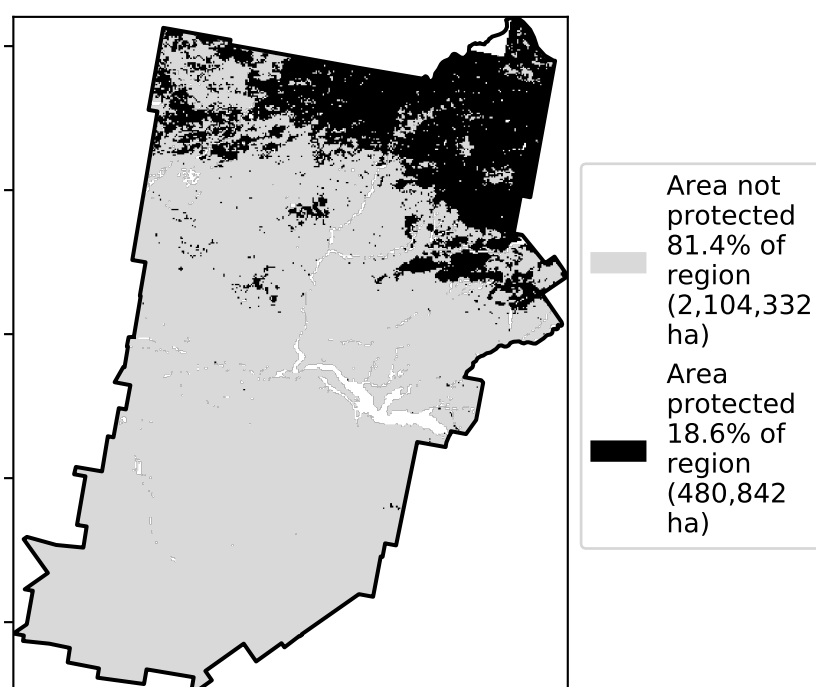 Area not
protected
81.4% of
region
(2,104,332
ha)
Area
protected
18.6% of
region
(480,842
ha)